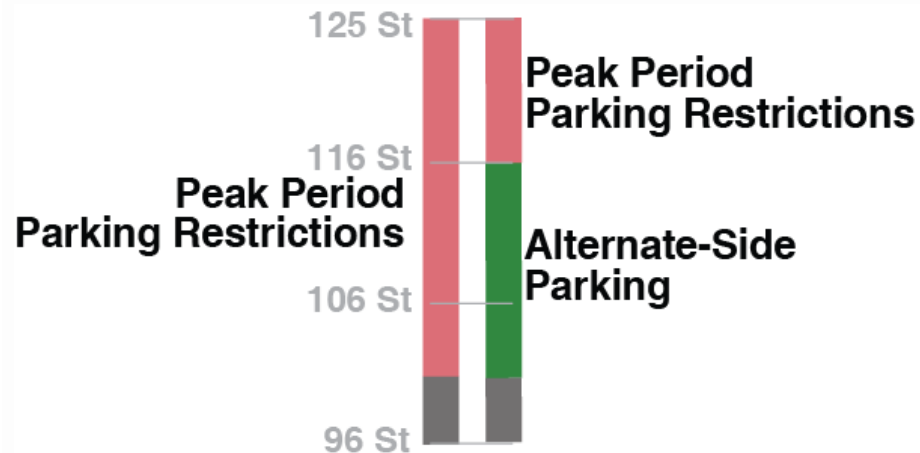 125 St
Peak Period
Parking Restrictions
116 St
Peak Period
Parking Restrictions
Alternate-Side
Parking
106 St
96 St